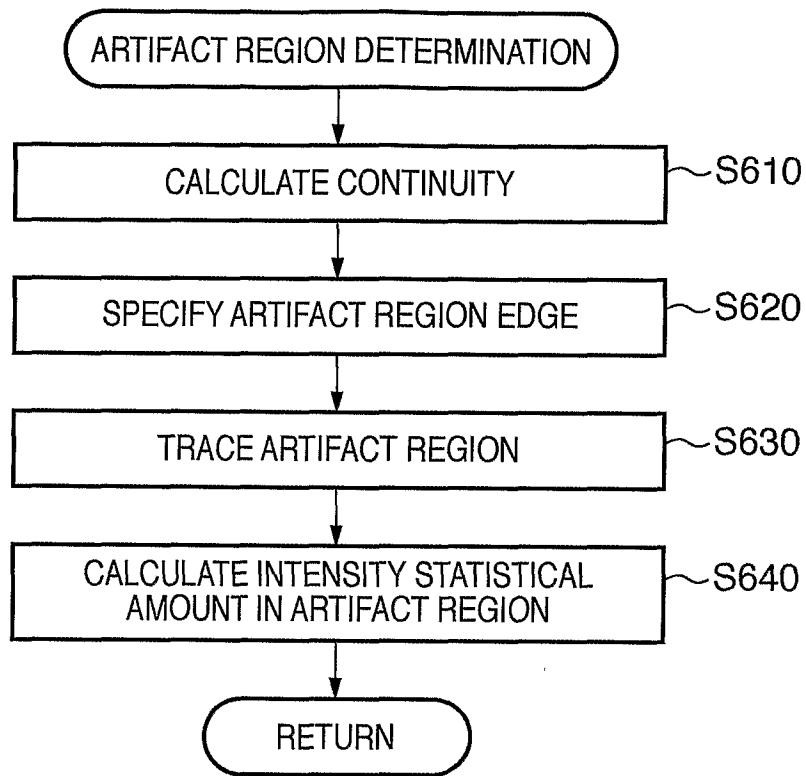 ARTIFACT REGION DETERMINATION
CALCULATE CONTINUITY
S610
SPECIFY ARTIFACT REGION EDGE
S620
TRACE ARTIFACT REGION
S630
CALCULATE INTENSITY STATISTICAL
AMOUNT IN ARTIFACT REGION
S640
RETURN